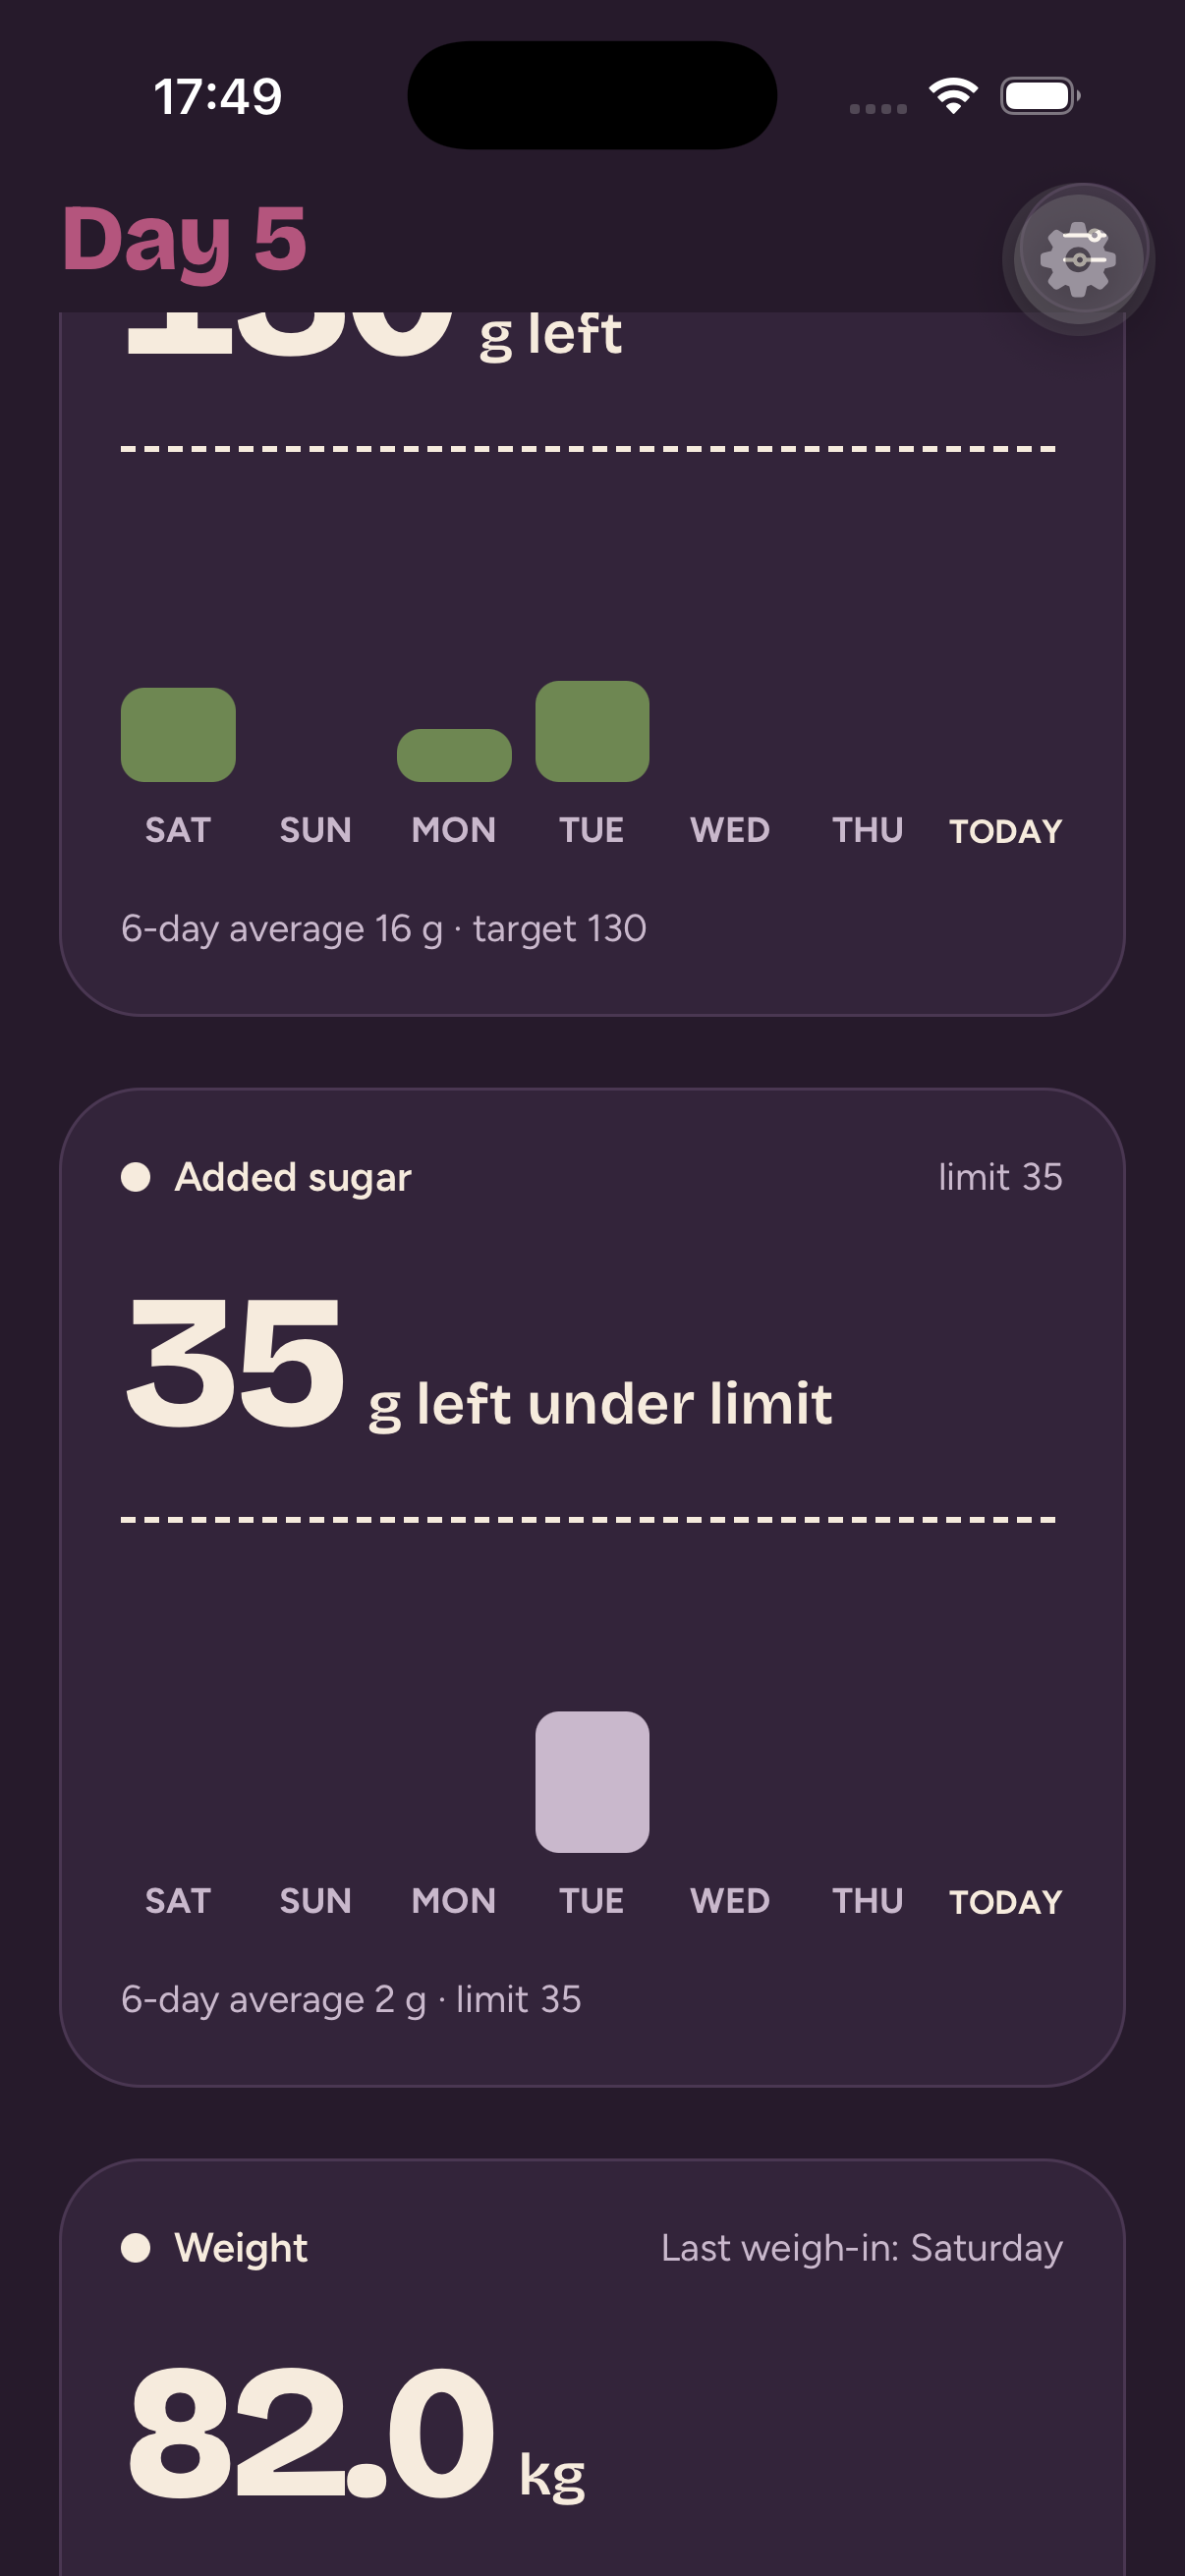 17:49
Day 5
130 g left
SAT SUN MON TUE WED THU TODAY
6-day average 16 g · target 130
Added sugar limit 35
35 g left under limit
SAT SUN MON TUE WED THU TODAY
6-day average 2 g · limit 35
Weight Last weigh-in: Saturday
82.0 kg